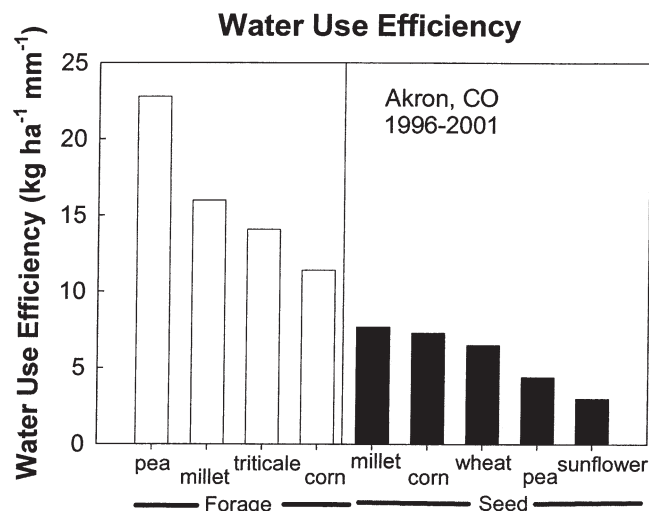 Water Use Efficiency
Water Use Efficiency (kg ha⁻¹ mm⁻¹)
25
20
15
10
5
0
Akron, CO
1996-2001
pea
millet
triticale
corn
millet
corn
wheat
pea
sunflower
Forage
Seed